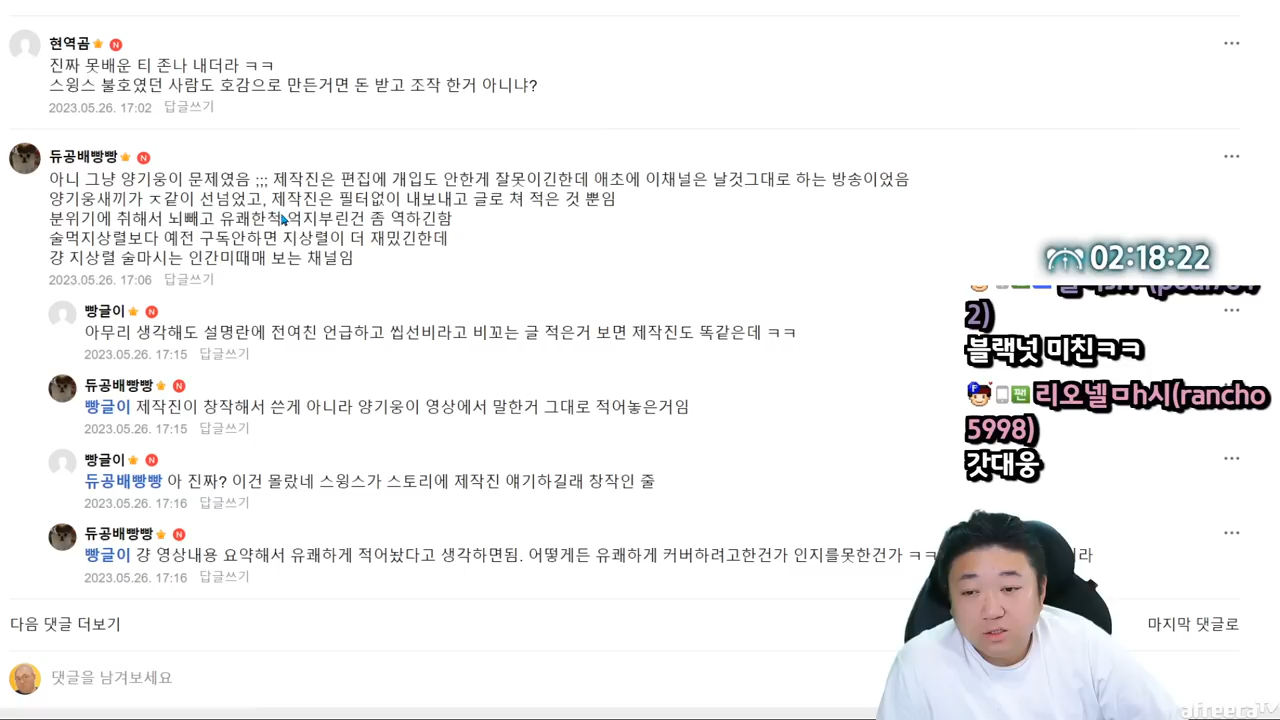 현역곰
진짜 못배운 티 존나 내더라 ㅋㅋ
스윙스 불호였던 사람도 호감으로 만든거면 돈 받고 조작 한거 아니냐?
2023.05.26. 17:02 답글쓰기
듀공배빵빵
아니 그냥 양기웅이 문제였음 ;;; 제작진은 편집에 개입도 안한게 잘못이긴한데 애초에 이채널은 날것그대로 하는 방송이었음
양기웅새끼가 ㅈ같이 선넘었고, 제작진은 필터없이 내보내고 글로 쳐 적은 것 뿐임
분위기에 취해서 뇌빼고 유쾌한척 억지부린건 좀 역하긴함
술먹지상렬보다 예전 구독안하면 지상렬이 더 재밌긴한데
걍 지상렬 술마시는 인간미때매 보는 채널임
2023.05.26. 17:06 답글쓰기
02:18:22
빵글이
아무리 생각해도 설명란에 전여친 언급하고 씹선비라고 비꼬는 글 적은거 보면 제작진도 똑같은데 ㅋㅋ
2023.05.26. 17:15 답글쓰기
2)
블랙넛 미친ㅋㅋ
듀공배빵빵
빵글이 제작진이 창작해서 쓴게 아니라 양기웅이 영상에서 말한거 그대로 적어놓은거임
2023.05.26. 17:15 답글쓰기
팬 리오넬ㅁh시(rancho
5998)
갓대웅
빵글이
듀공배빵빵 아 진짜? 이건 몰랐네 스윙스가 스토리에 제작진 얘기하길래 창작인 줄
2023.05.26. 17:16 답글쓰기
듀공배빵빵
빵글이 걍 영상내용 요약해서 유쾌하게 적어놨다고 생각하면됨. 어떻게든 유쾌하게 커버하려고한건가 인지를못한건가 ㅋㅋ
2023.05.26. 17:16 답글쓰기
다음 댓글 더보기
마지막 댓글로
댓글을 남겨보세요
afreecaTV